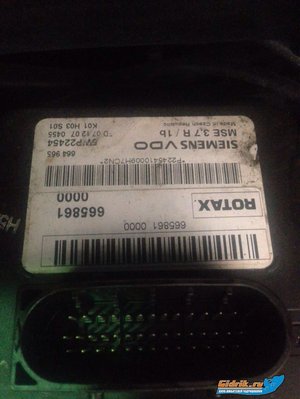 ROTAX.
665861
0000
665861 0000
*P2245410009H7CN2*
SIEMENS VDO
MSE 3.7 R / 1b
Made in Czech Republic
664 965
5WP22454
07 12 07 0455
K01 H03 S01
Gidrik.ru